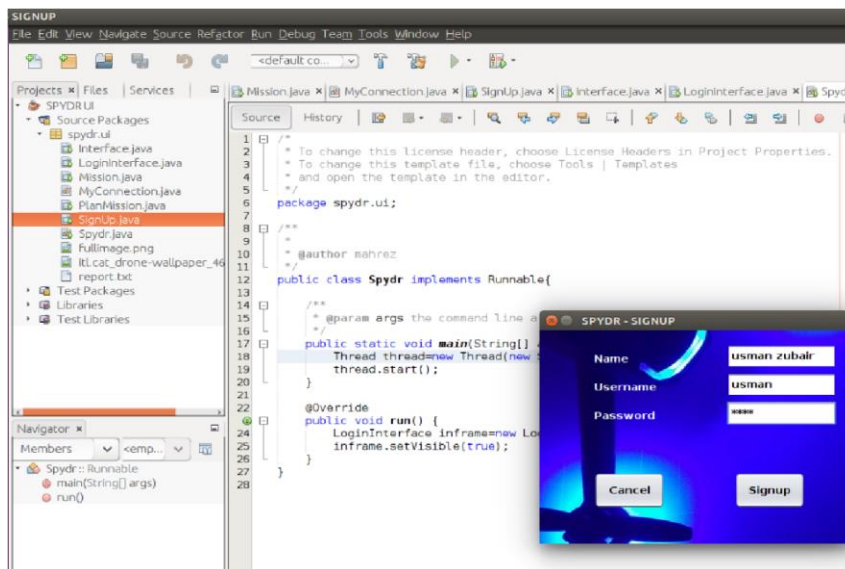 SIGNUP
File Edit View Navigate Source Refactor Run Debug Team Tools Window Help
<default co...
Projects Files Services
Mission.java MyConnection.java SignUp.java Interface.java LoginInterface.java Spyd
SPYDR UI
Source Packages
spydr.ui
Interface.java
LoginInterface.java
Mission.java
MyConnection.java
PlanMission.java
SignUp.java
Spydr.java
fullimage.png
itl.cat_drone-wallpaper_46
report.txt
Test Packages
Libraries
Test Libraries
Navigator
Members <emp...
Spydr :: Runnable
main(String[] args)
run()
Source History
1 /*
2 * To change this license header, choose License Headers in Project Properties.
3 * To change this template file, choose Tools | Templates
4 * and open the template in the editor.
5 */
6 package spydr.ui;
7
8 /**
9 *
10 * @author mahrez
11 */
12 public class Spydr implements Runnable{
13
14 /**
15 * @param args the command line a
16 */
17 public static void main(String[]
18 Thread thread=new Thread(new
19 thread.start();
20 }
21
22 @Override
public void run() {
24 LoginInterface inframe=new Lo
25 inframe.setVisible(true);
26 }
27 }
28
SPYDR - SIGNUP
Name usman zubair
Username usman
Password
Cancel Signup